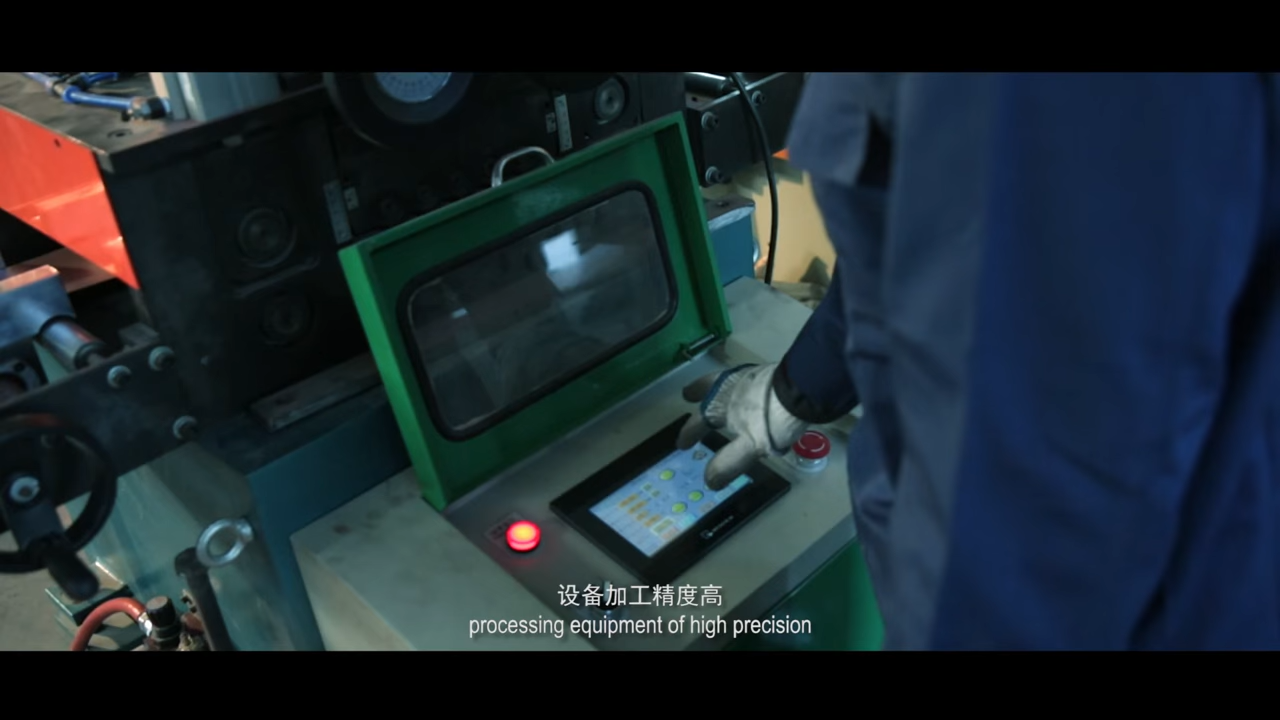 设备加工精度高
processing equipment of high precision